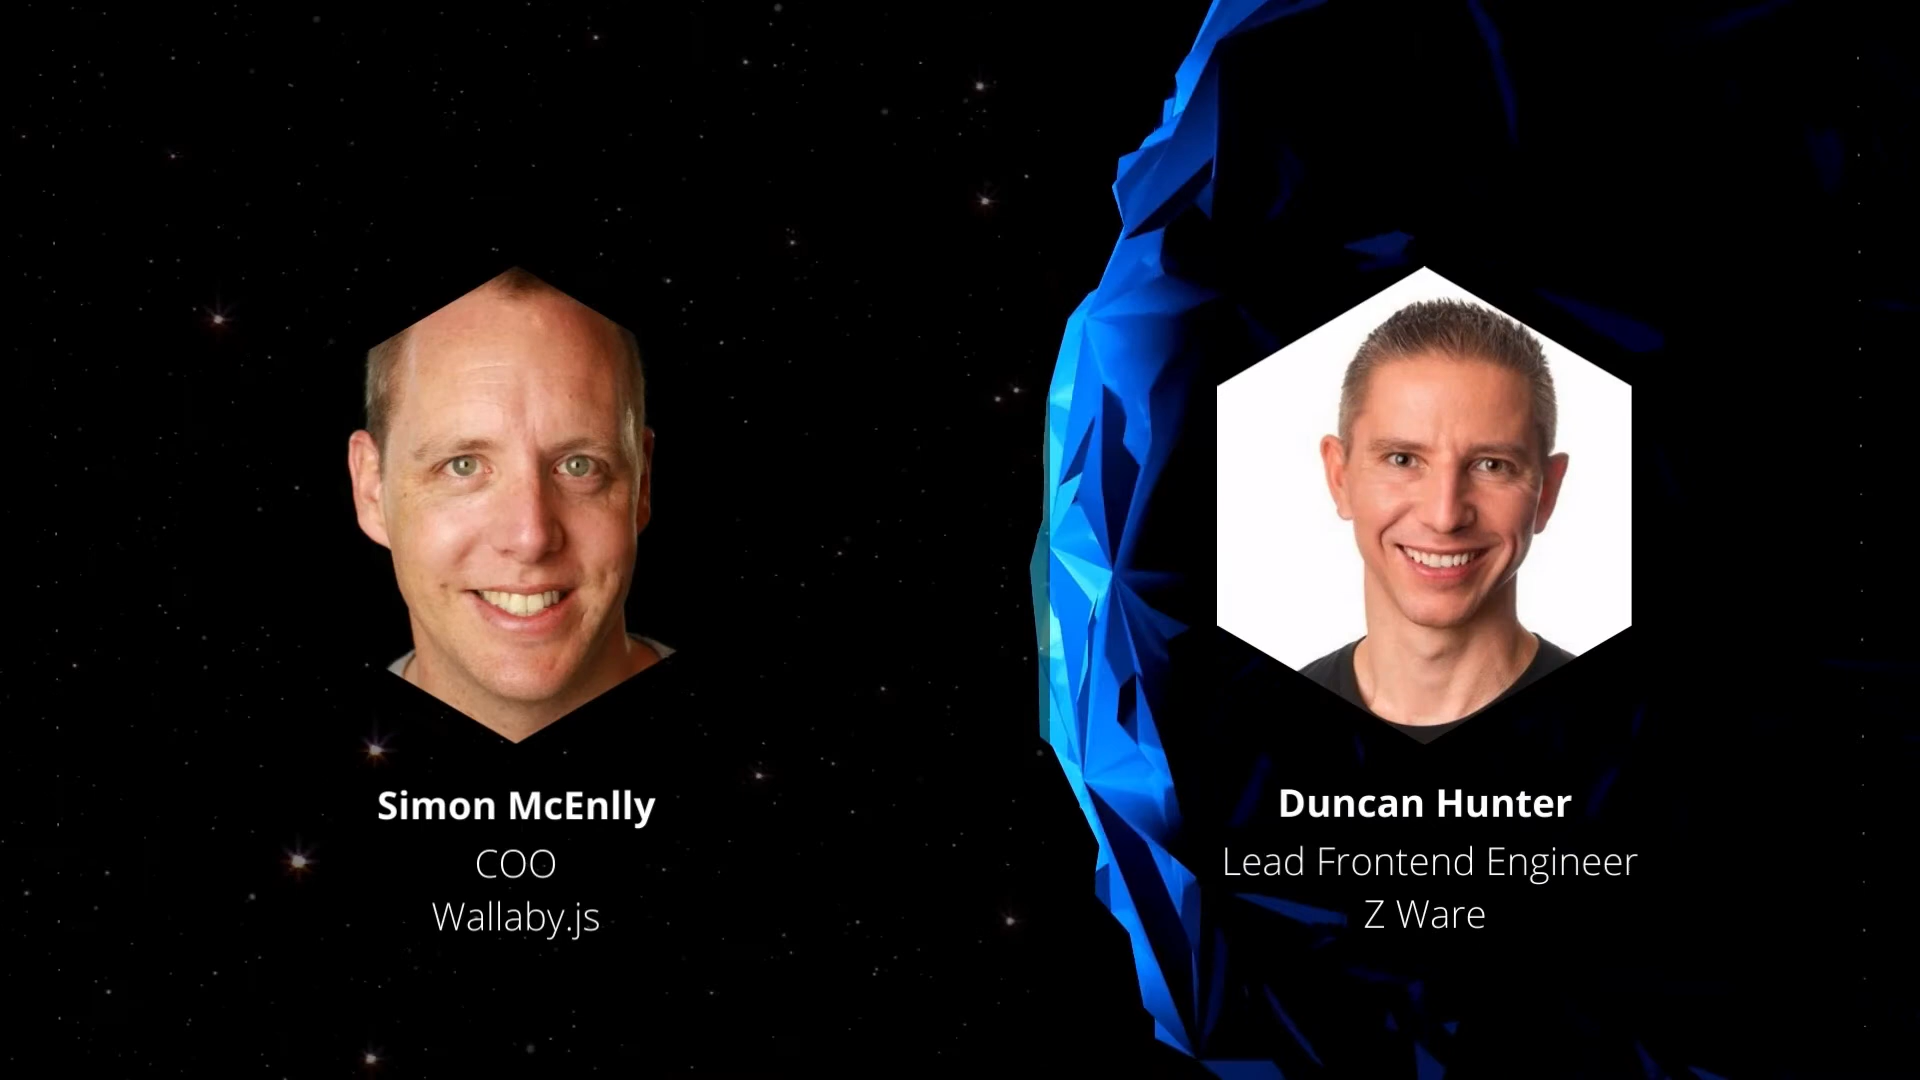 Simon McEnlly
COO
Wallaby.js
Duncan Hunter
Lead Frontend Engineer
Z Ware